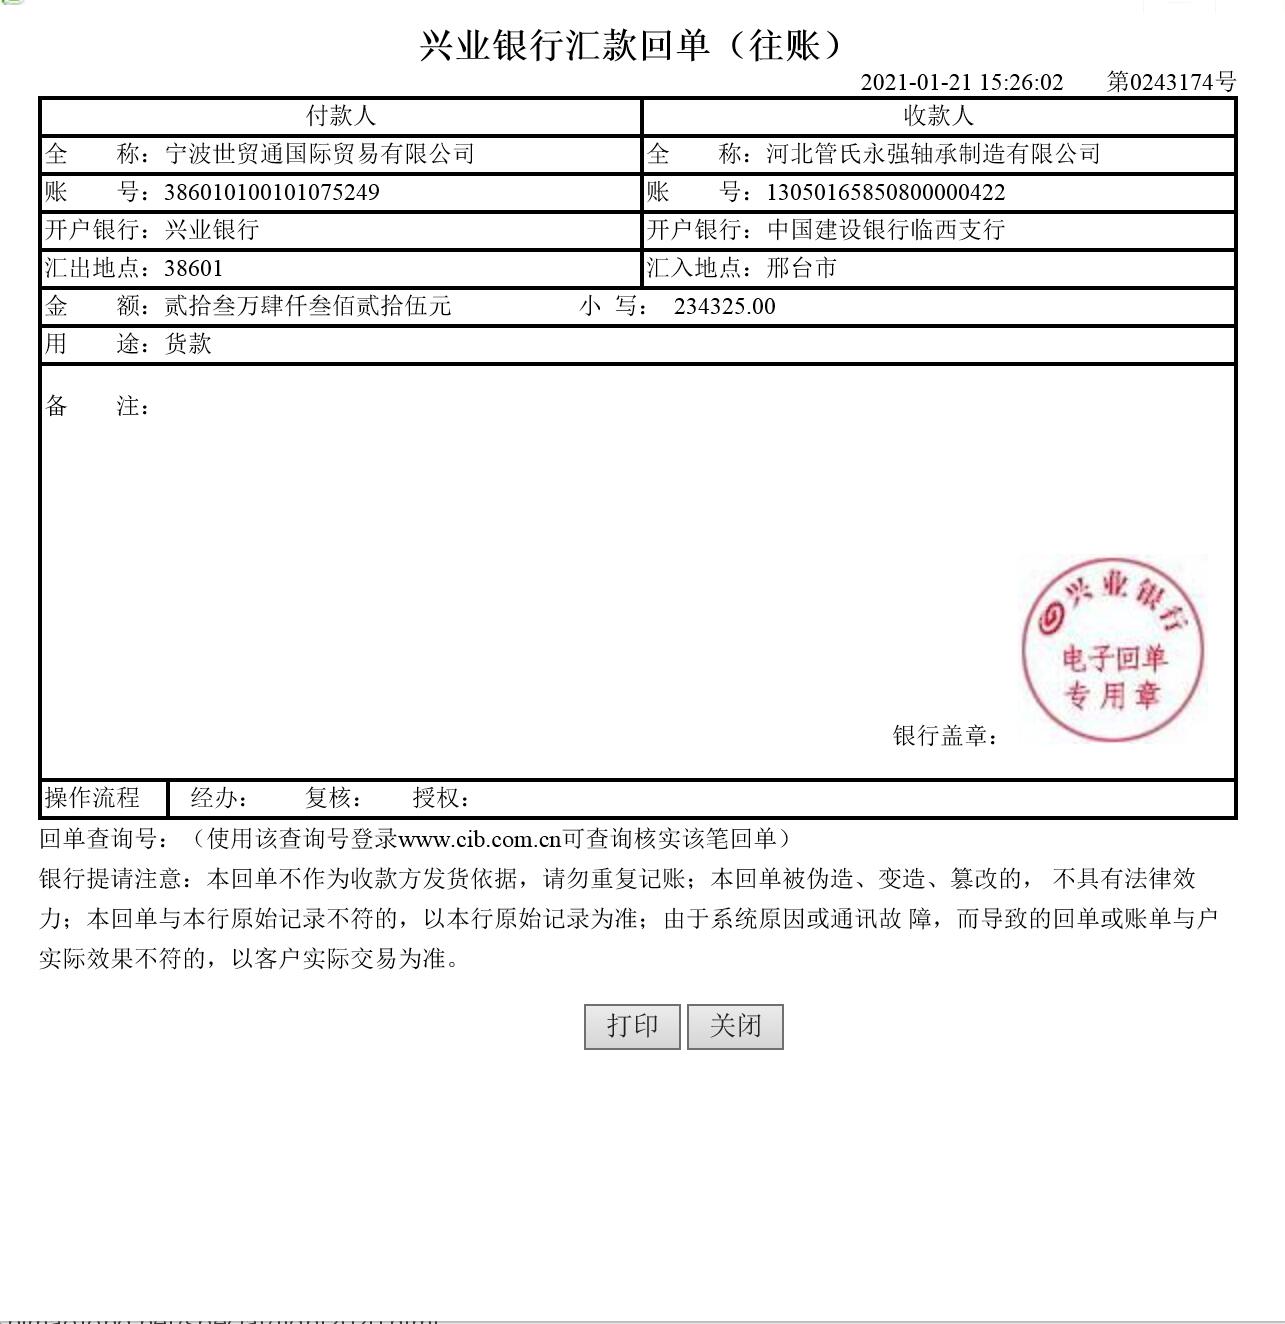 兴业银行汇款回单（往账）
2021-01-21 15:26:02 第0243174号
付款人 收款人
全 称：宁波世贸通国际贸易有限公司 全 称：河北管氏永强轴承制造有限公司
账 号：386010100101075249 账 号：13050165850800000422
开户银行：兴业银行 开户银行：中国建设银行临西支行
汇出地点：38601 汇入地点：邢台市
金 额：贰拾叁万肆仟叁佰贰拾伍元 小 写： 234325.00
用 途：货款
备 注：
兴业银行
电子回单
专用章
银行盖章：
操作流程 经办： 复核： 授权：
回单查询号：（使用该查询号登录www.cib.com.cn可查询核实该笔回单）
银行提请注意：本回单不作为收款方发货依据，请勿重复记账；本回单被伪造、变造、篡改的， 不具有法律效
力；本回单与本行原始记录不符的，以本行原始记录为准；由于系统原因或通讯故 障，而导致的回单或账单与户
实际效果不符的，以客户实际交易为准。
打印 关闭